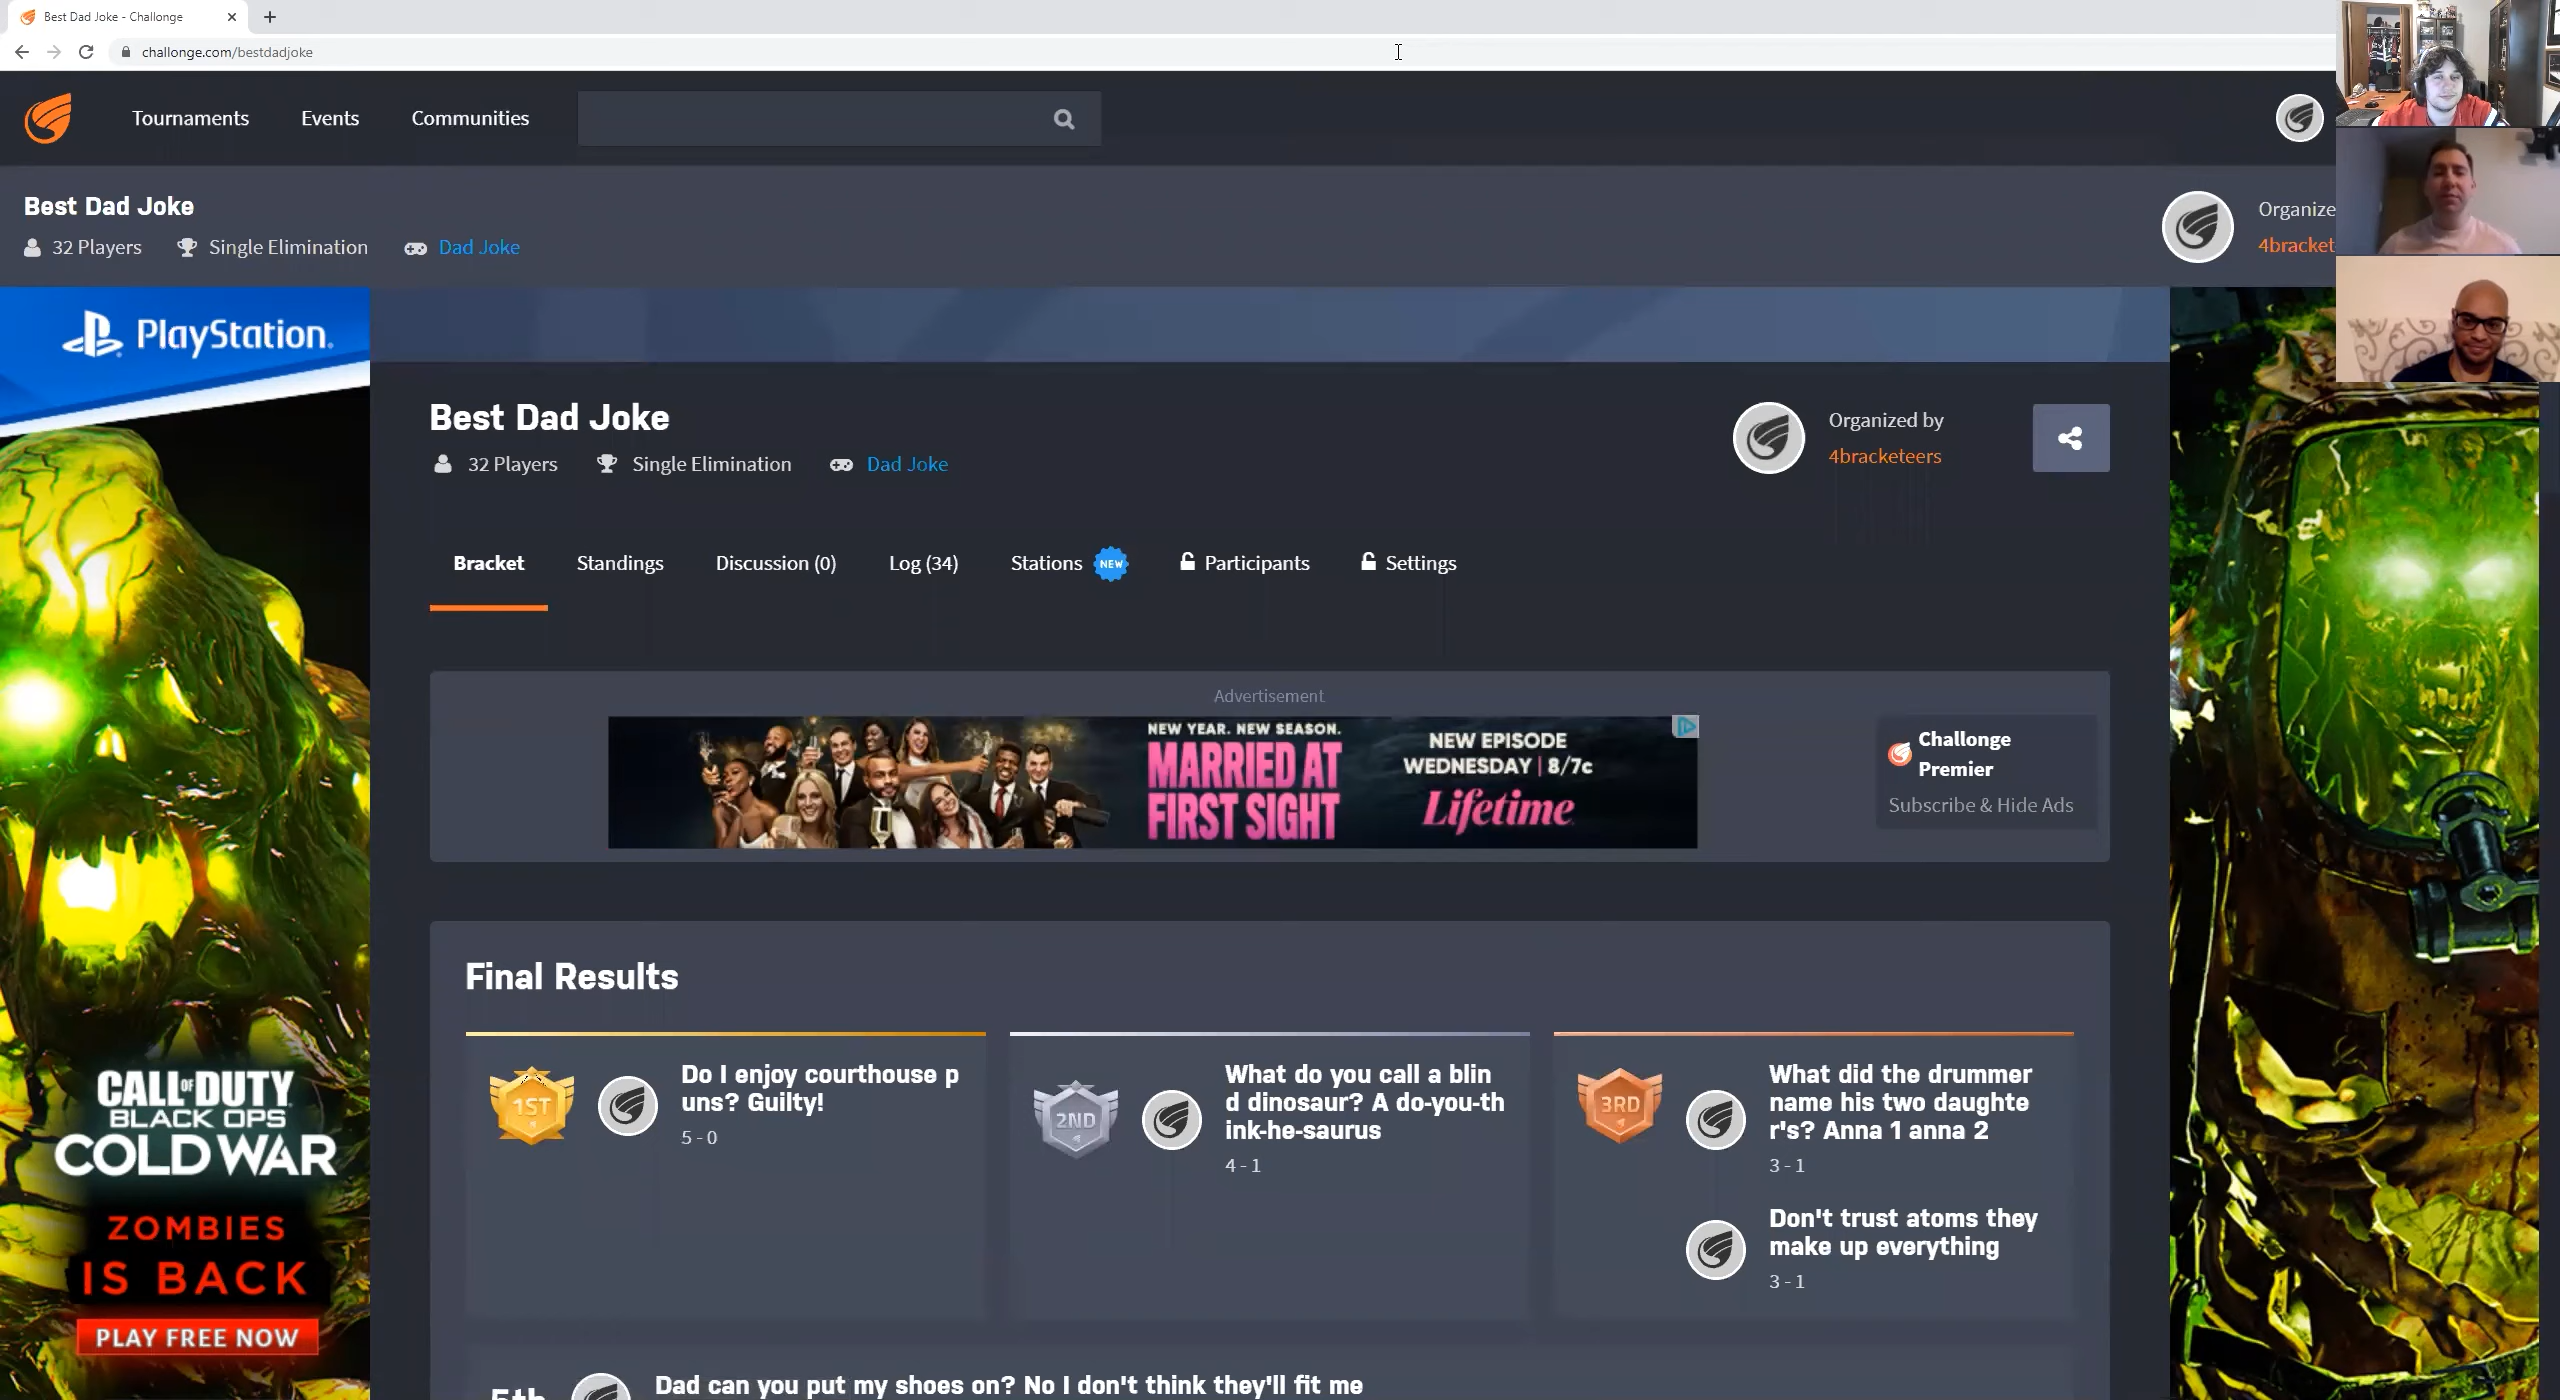 Best Dad Joke - Challonge
challonge.com/bestdadjoke
Tournaments Events Communities
Best Dad Joke
32 Players Single Elimination Dad Joke
Organize
4bracket
PlayStation
Best Dad Joke
32 Players Single Elimination Dad Joke
Organized by
4bracketeers
Bracket Standings Discussion (0) Log (34) Stations NEW Participants Settings
Advertisement
NEW YEAR. NEW SEASON.
MARRIED AT
FIRST SIGHT
NEW EPISODE
WEDNESDAY | 8/7c
Lifetime
Challonge
Premier
Subscribe & Hide Ads
Final Results
1ST
Do I enjoy courthouse p
uns? Guilty!
5 - 0
2ND
What do you call a blin
d dinosaur? A do-you-th
ink-he-saurus
4 - 1
3RD
What did the drummer
name his two daughte
r's? Anna 1 anna 2
3 - 1
Don't trust atoms they
make up everything
3 - 1
5th
Dad can you put my shoes on? No I don't think they'll fit me
CALL OF DUTY
BLACK OPS
COLD WAR
ZOMBIES
IS BACK
PLAY FREE NOW